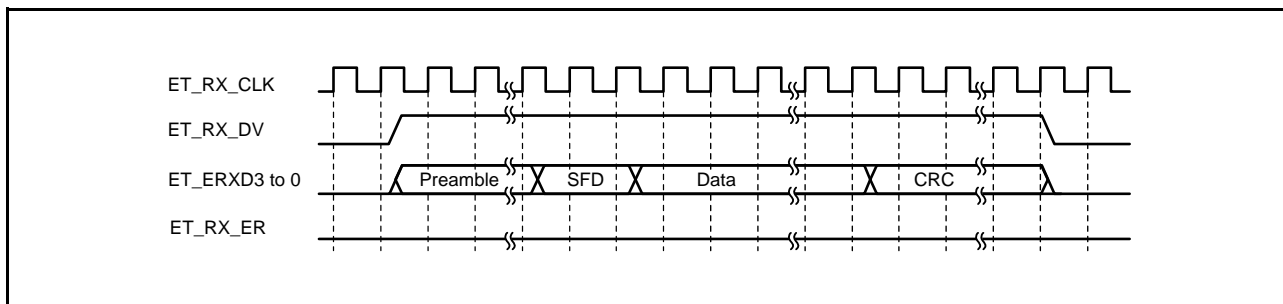 ET_RX_CLK
ET_RX_DV
ET_ERXD3 to 0
Preamble
SFD
Data
CRC
ET_RX_ER